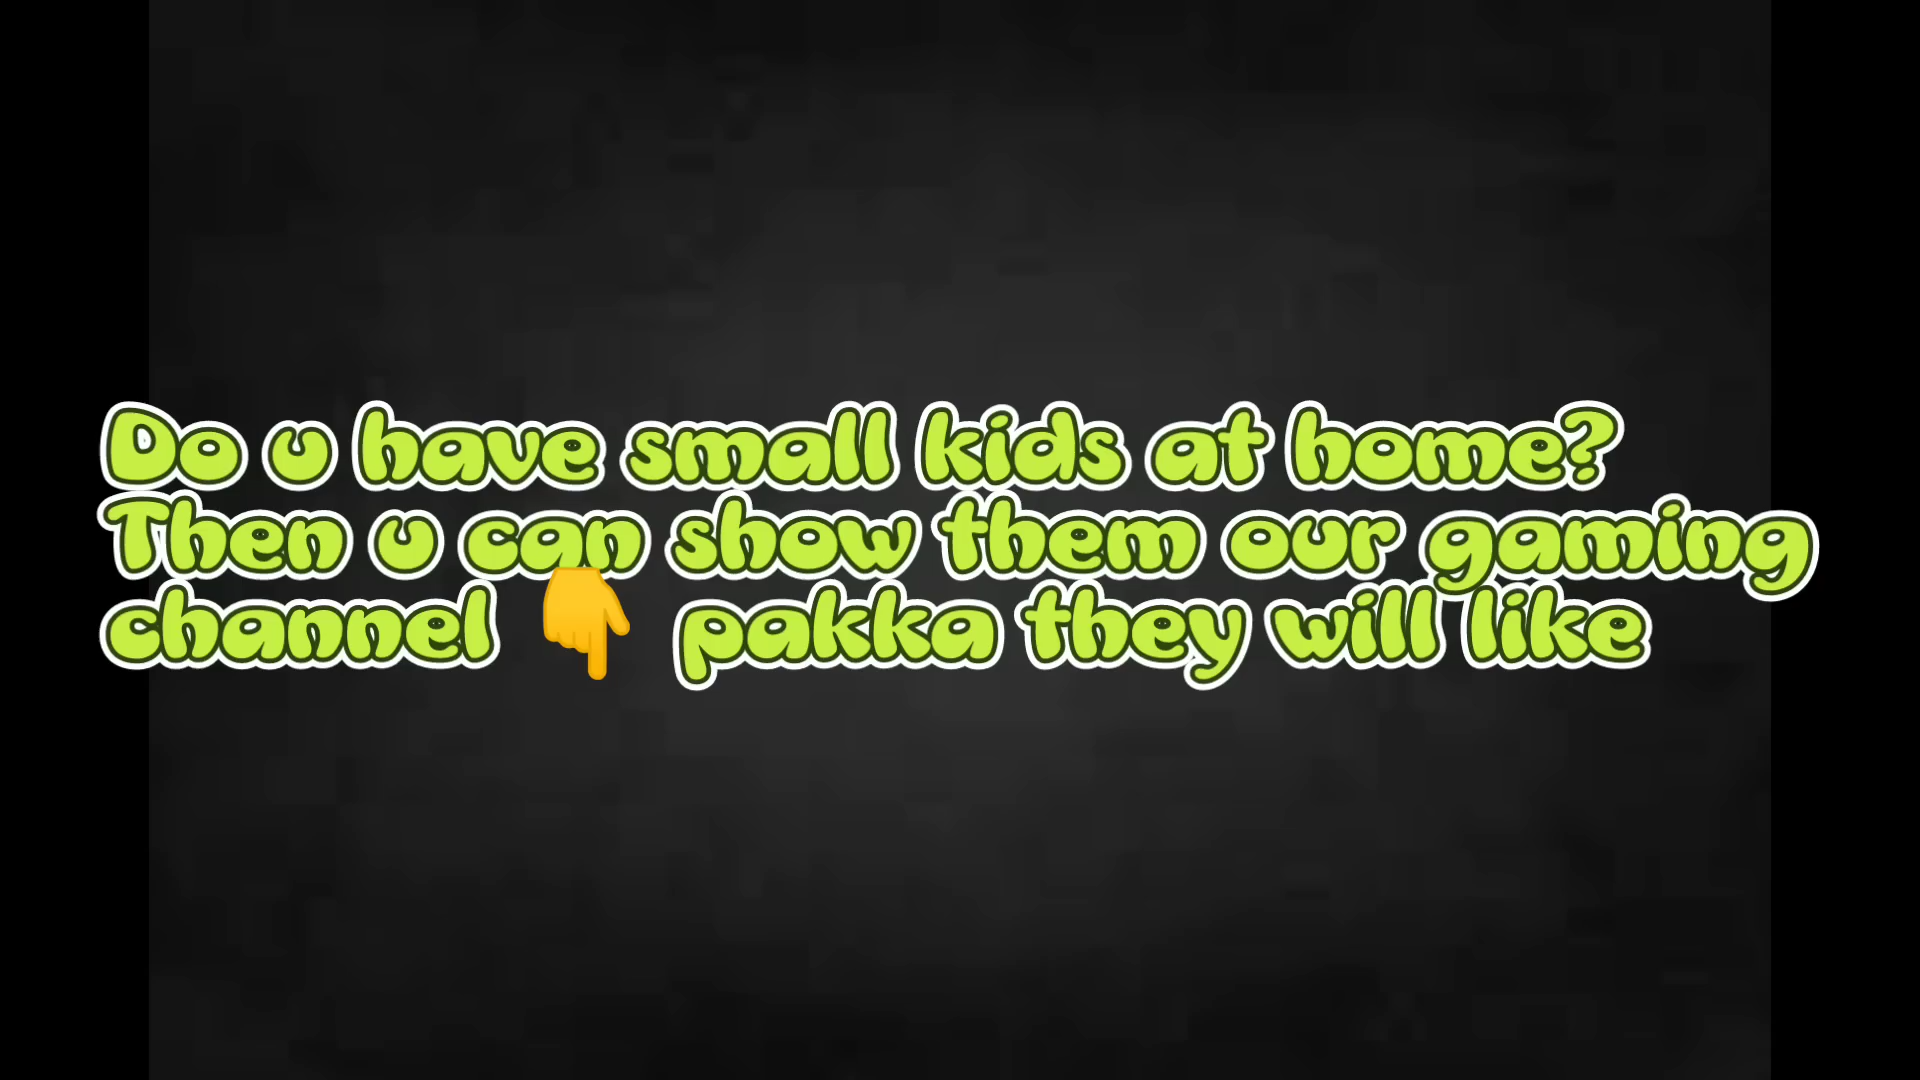 Do u have small kids at home?
Then u can show them our gaming
channel 👇 pakka they will like